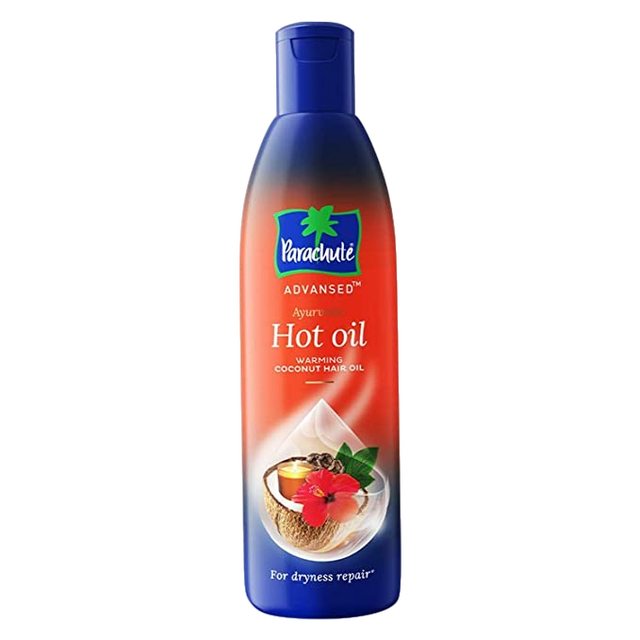 Parachute®
ADVANSED™
Hot oil
WARMING
COCONUT HAIR OIL
For dryness repair*